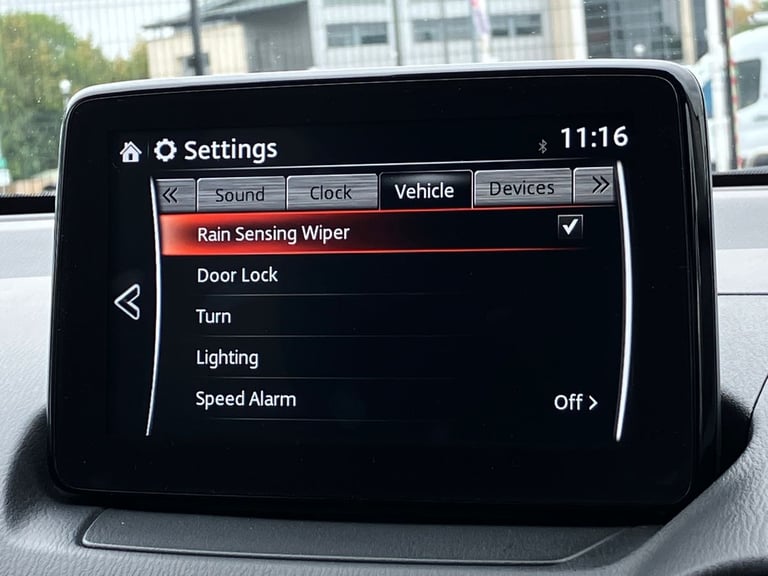 Settings 11:16
« Sound Clock Vehicle Devices »
Rain Sensing Wiper
Door Lock
Turn
Lighting
Speed Alarm Off >